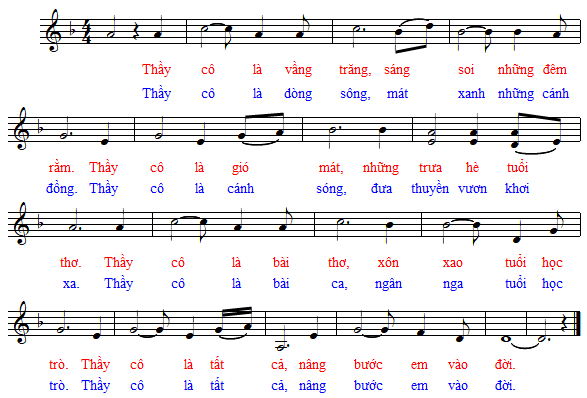 4
4
Thầy cô là vầng trăng, sáng soi những đêm
Thầy cô là dòng sông, mát xanh những cánh
rằm. Thầy cô là gió mát, những trưa hè tuổi
đồng. Thầy cô là cánh sóng, đưa thuyền vươn khơi
thơ. Thầy cô là bài thơ, xôn xao tuổi học
xa. Thầy cô là bài ca, ngân nga tuổi học
trò. Thầy cô là tất cả, nâng bước em vào đời.
trò. Thầy cô là tất cả, nâng bước em vào đời.